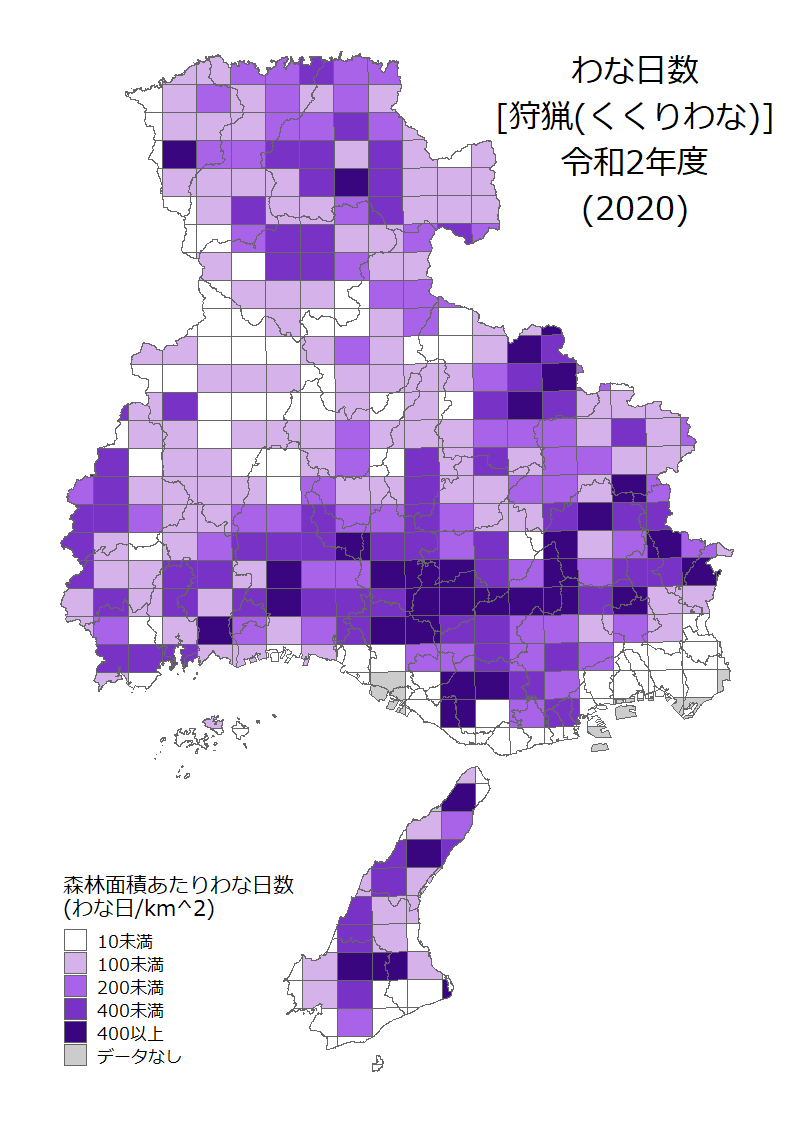 わな日数
[狩猟(くくりわな)]
令和2年度
(2020)
森林面積あたりわな日数
(わな日/km^2)
10未満
100未満
200未満
400未満
400以上
データなし